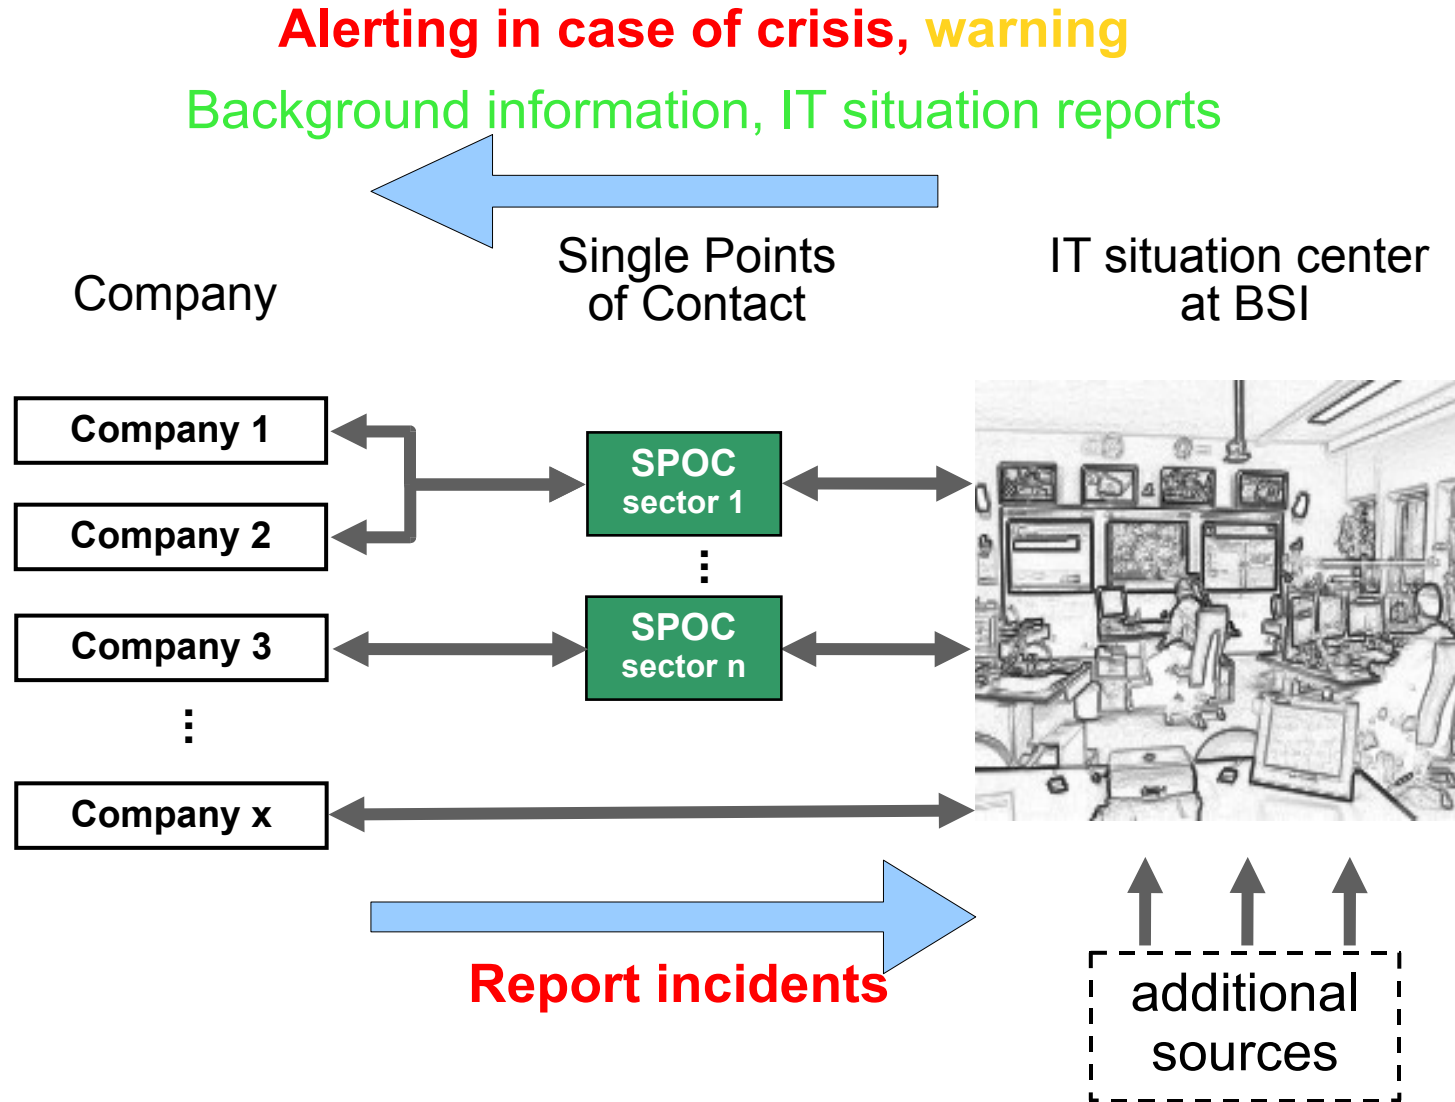 Alerting in case of crisis, warning
Background information, IT situation reports
Company
Single Points
of Contact
IT situation center
at BSI
Company 1
Company 2
Company 3
...
Company x
SPOC
sector 1
...
SPOC
sector n
Report incidents
additional
sources